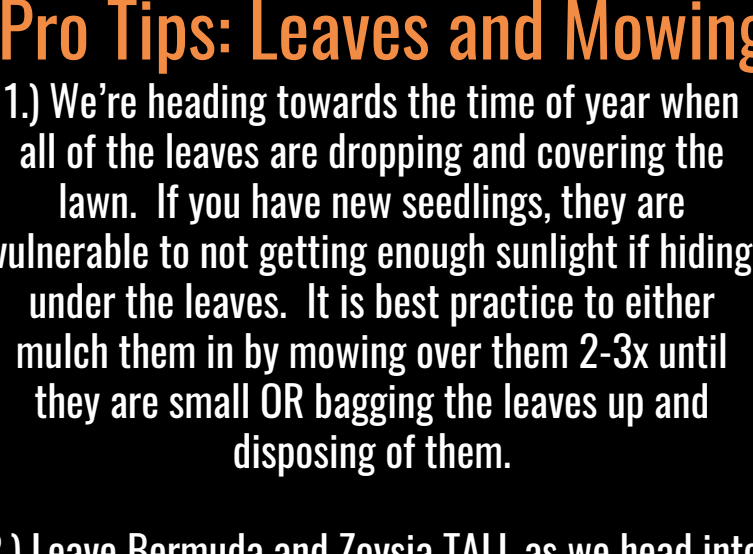 Pro Tips: Leaves and Mowing
1.) We’re heading towards the time of year when
all of the leaves are dropping and covering the
lawn.  If you have new seedlings, they are
vulnerable to not getting enough sunlight if hiding
under the leaves.  It is best practice to either
mulch them in by mowing over them 2-3x until
they are small OR bagging the leaves up and
disposing of them.
2.) Leave Bermuda and Zoysia TALL as we head into